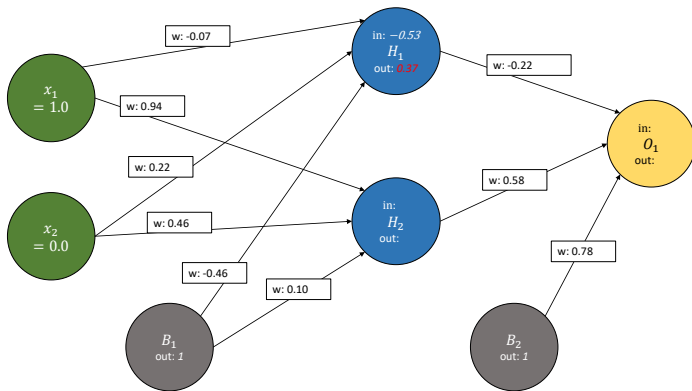 w: -0.07
in: −0.53
H₁
out: 0.37
w: -0.22
x₁
= 1.0
w: 0.94
in:
O₁
out:
w: 0.22
w: 0.58
x₂
= 0.0
w: 0.46
in:
H₂
out:
w: -0.46
w: 0.10
w: 0.78
B₁
out: 1
B₂
out: 1